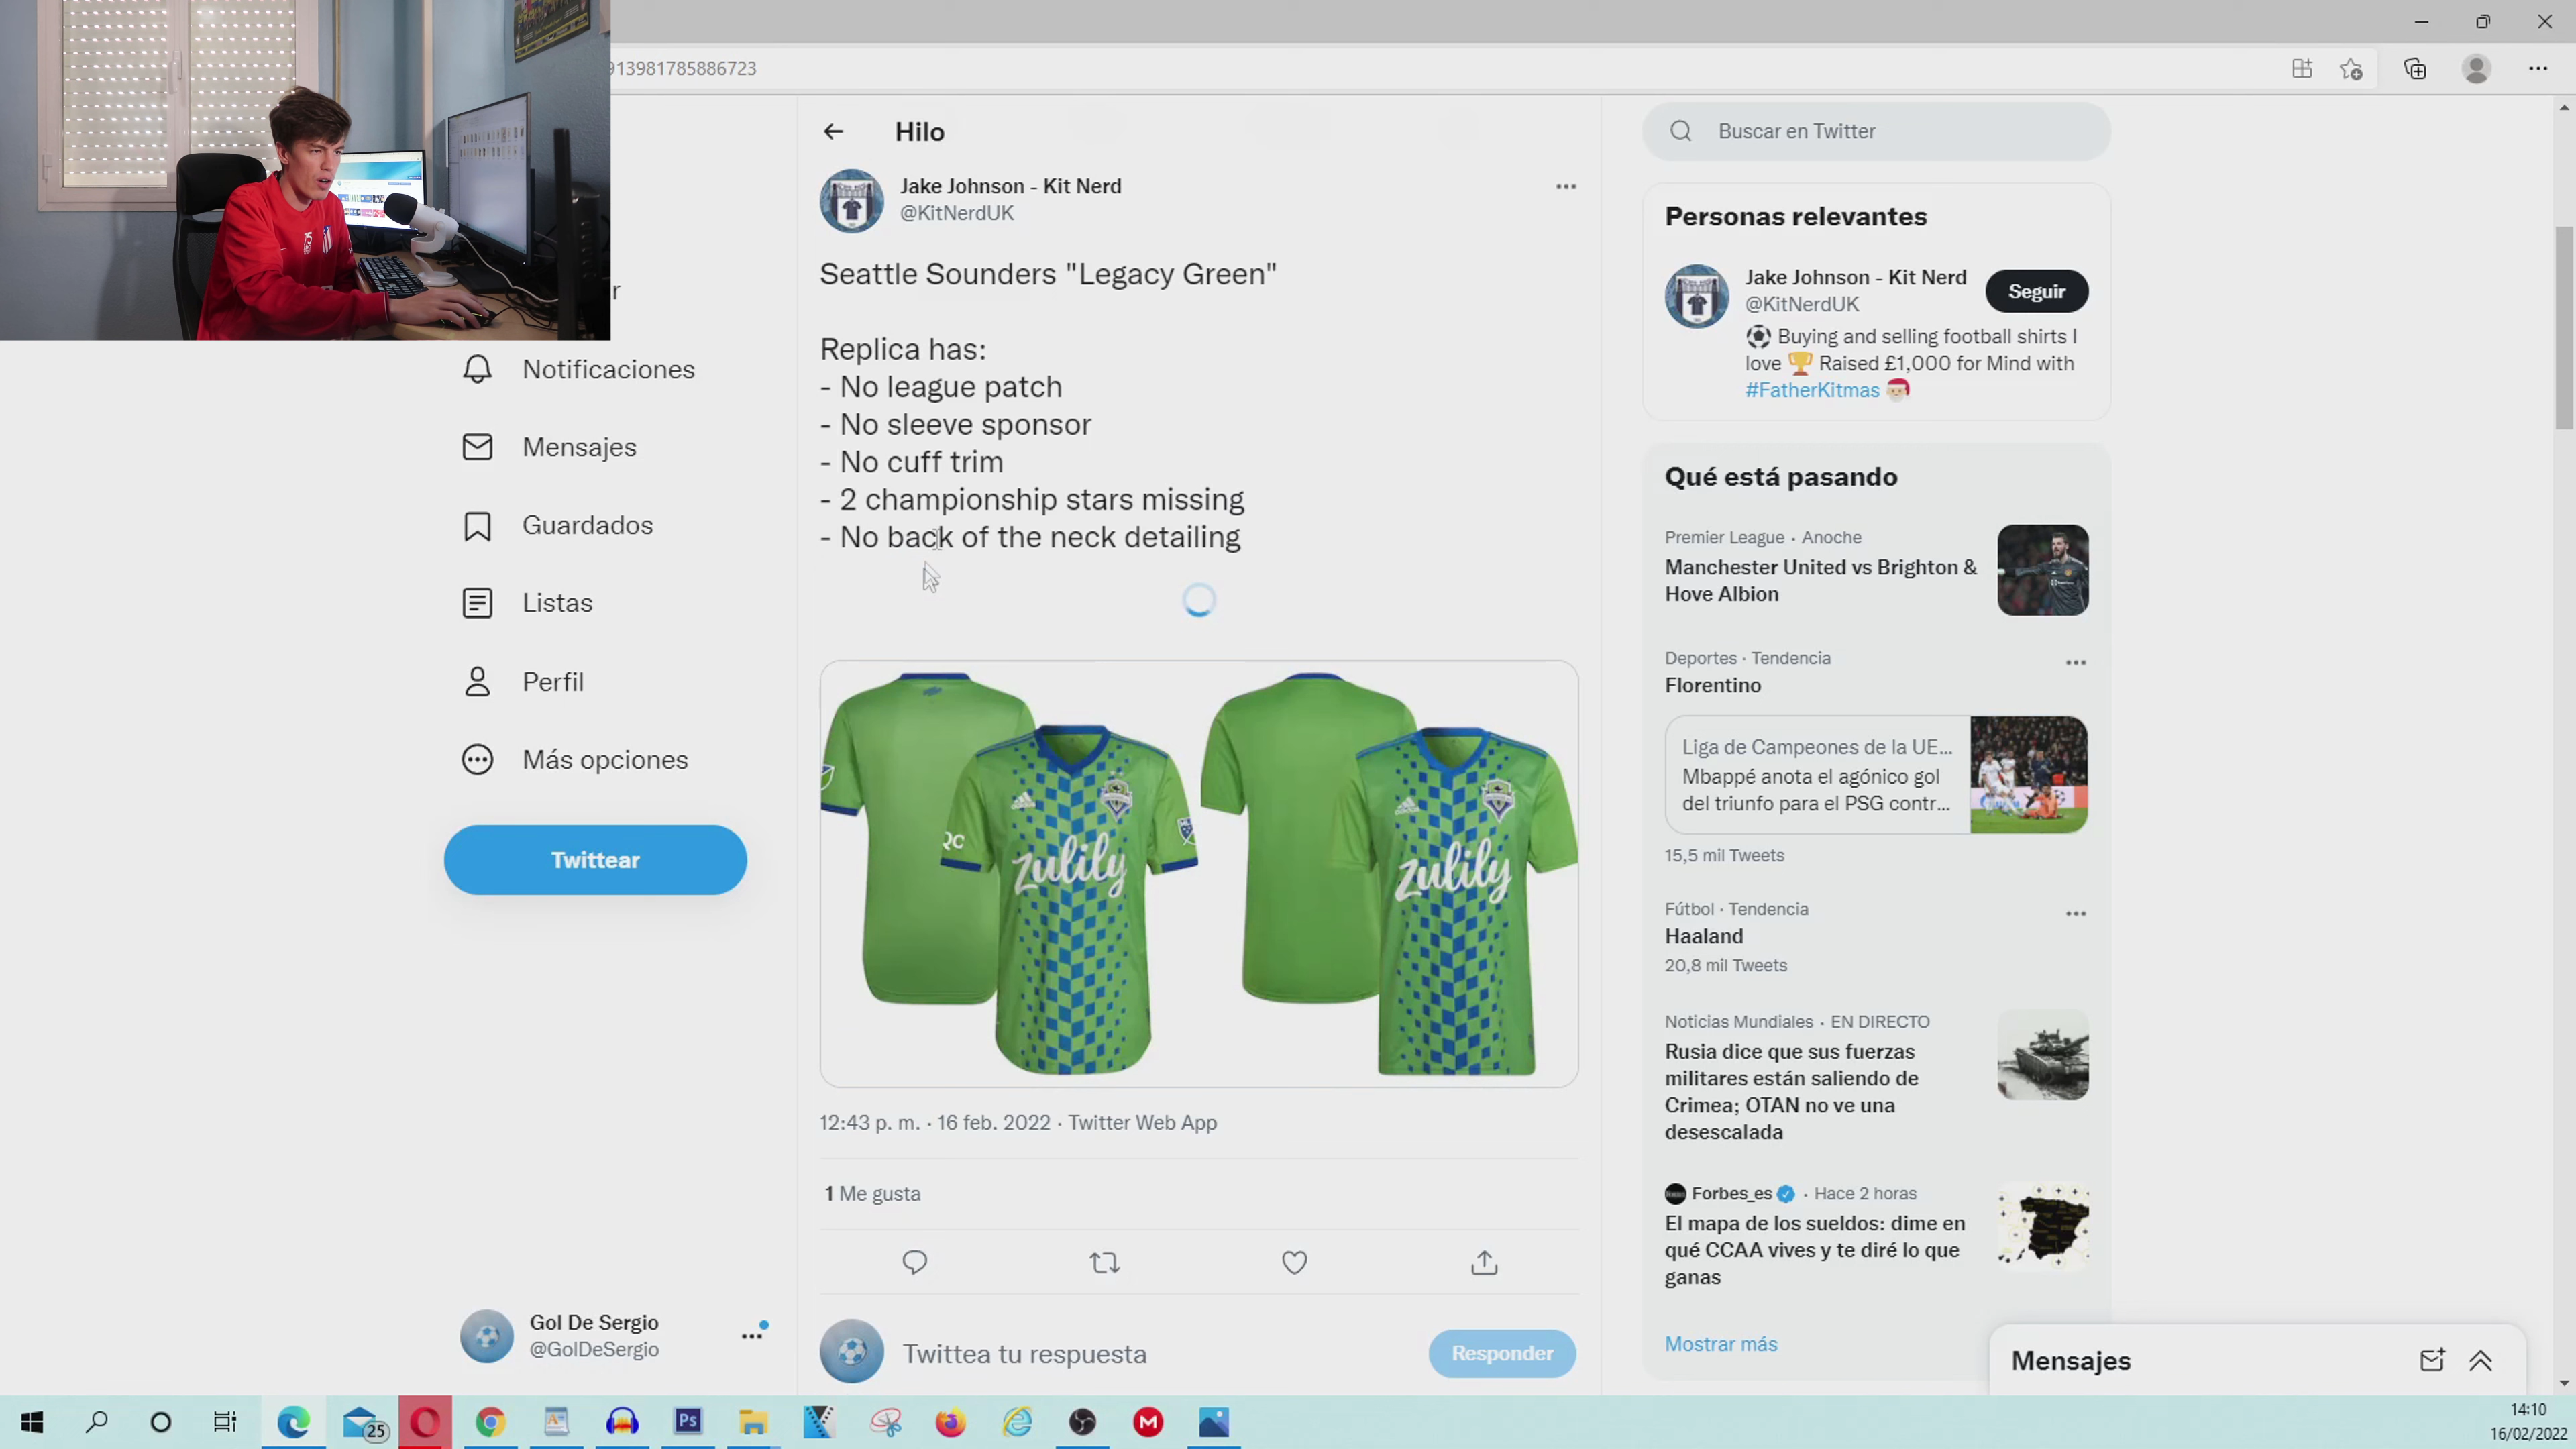 913981785886723
Hilo
Buscar en Twitter
Jake Johnson - Kit Nerd
@KitNerdUK
Seattle Sounders "Legacy Green"
Replica has:
- No league patch
- No sleeve sponsor
- No cuff trim
- 2 championship stars missing
- No back of the neck detailing
zulily
zulily
QC
12:43 p. m. · 16 feb. 2022 · Twitter Web App
1 Me gusta
Twittea tu respuesta
Responder
r
Notificaciones
Mensajes
Guardados
Listas
Perfil
Más opciones
Twittear
Gol De Sergio
@GolDeSergio
Personas relevantes
Jake Johnson - Kit Nerd
@KitNerdUK
Seguir
Buying and selling football shirts I
love 🏆 Raised £1,000 for Mind with
#FatherKitmas
Qué está pasando
Premier League · Anoche
Manchester United vs Brighton &
Hove Albion
Deportes · Tendencia
Florentino
Liga de Campeones de la UE...
Mbappé anota el agónico gol
del triunfo para el PSG contr...
15,5 mil Tweets
Fútbol · Tendencia
Haaland
20,8 mil Tweets
Noticias Mundiales · EN DIRECTO
Rusia dice que sus fuerzas
militares están saliendo de
Crimea; OTAN no ve una
desescalada
Forbes_es · Hace 2 horas
El mapa de los sueldos: dime en
qué CCAA vives y te diré lo que
ganas
Mostrar más
Mensajes
25
Ps
14:10
16/02/2022